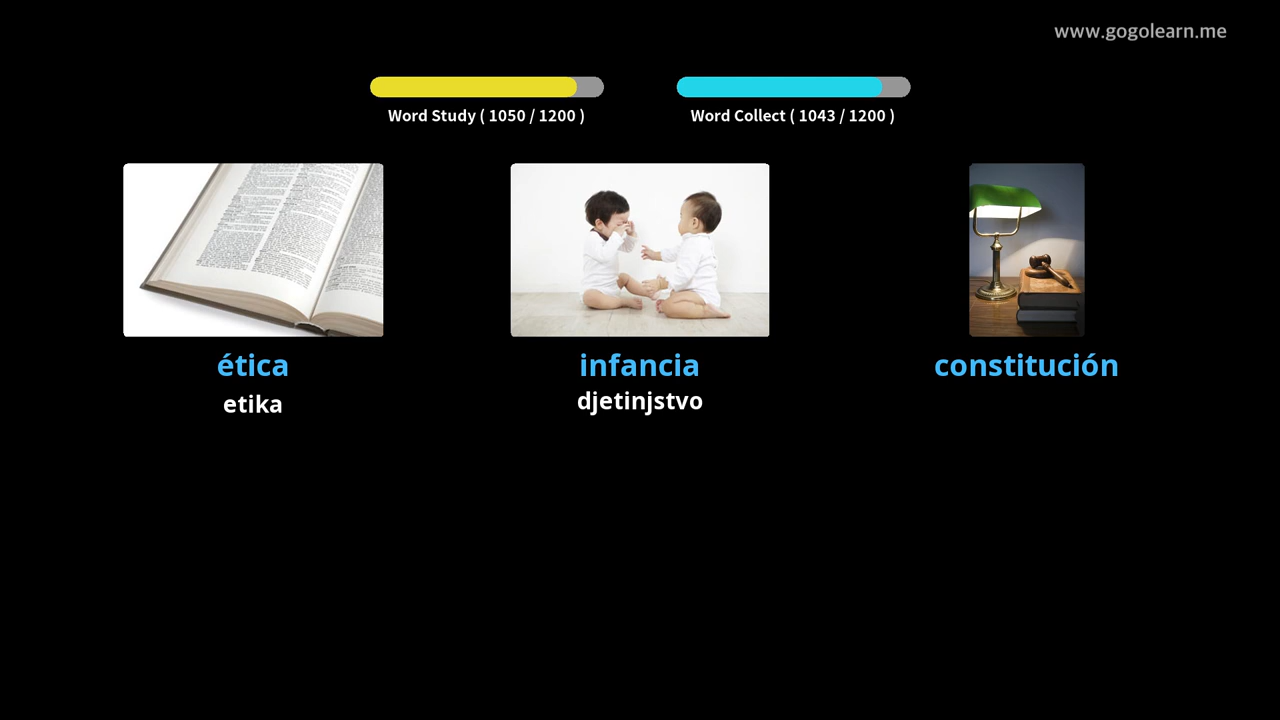 www.gogolearn.me
Word Study ( 1050 / 1200 )
Word Collect ( 1043 / 1200 )
ética
infancia
constitución
etika
djetinjstvo